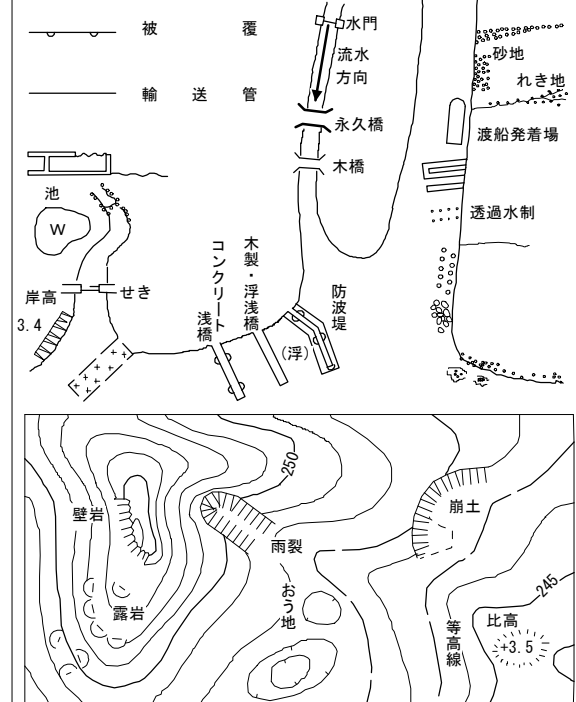 被 覆
輸 送 管
水門
流水
方向
永久橋
木橋
砂地
れき地
渡船発着場
透過水制
池
W
せき
岸高
3.4
コンクリート
浅橋
木製・浮浅橋
防波堤
(浮)
250
壁岩
雨裂
露岩
おう地
崩土
等高線
245
比高
+3.5